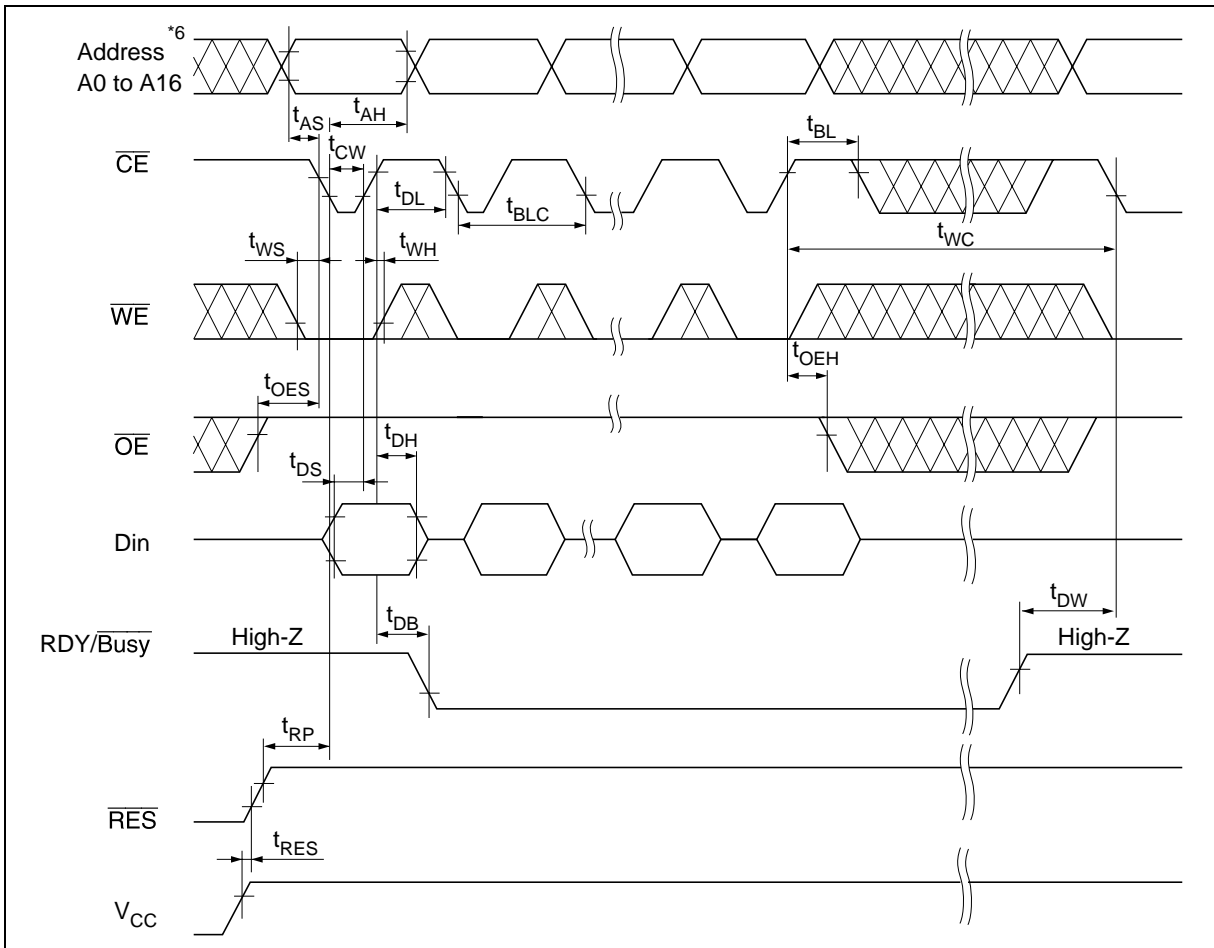 Address *6
A0 to A16
tAS
tAH
tCW
tBL
CE
tDL
tBLC
tWC
tWS
tWH
WE
tOEH
tOES
OE
tDH
tDS
Din
tDB
tDW
RDY/Busy
High-Z
High-Z
tRP
RES
tRES
VCC